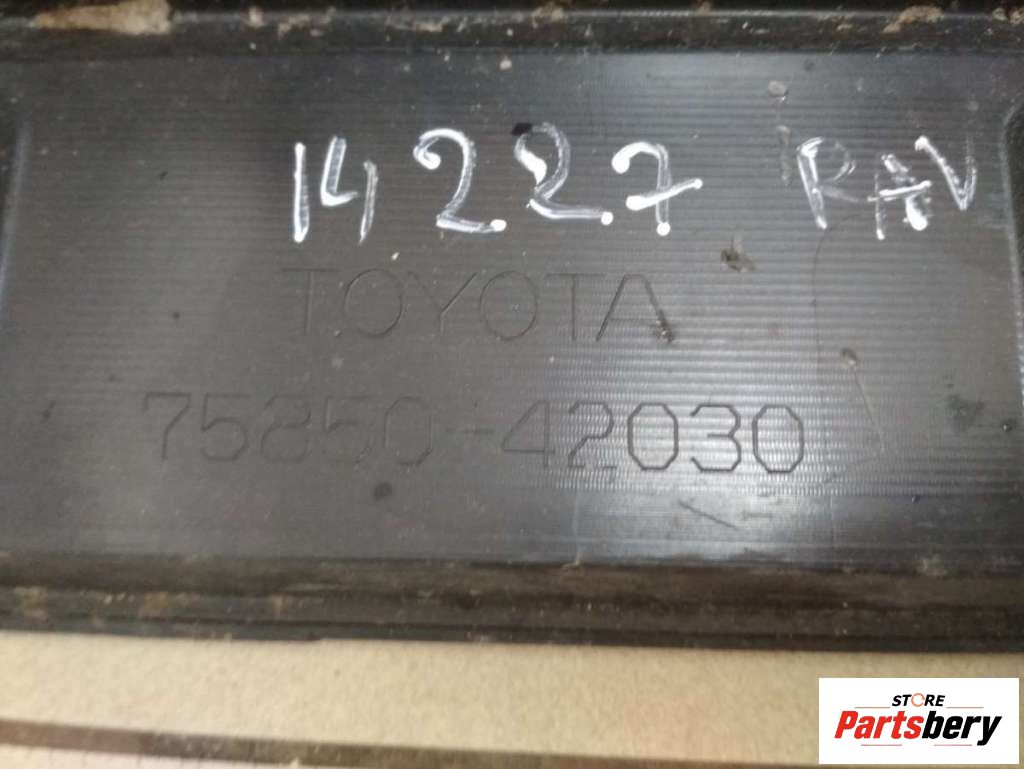 14227 RAV
TOYOTA
75850-42030
STORE
Partsbery